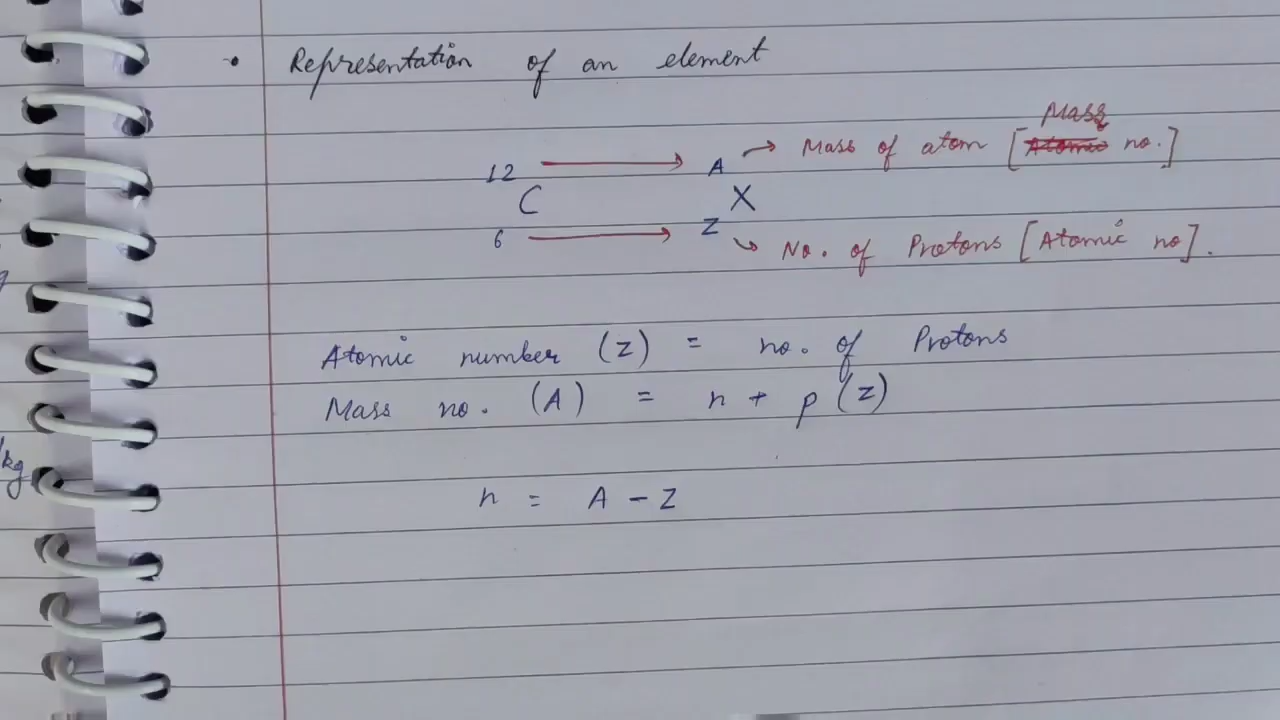 • Representation of an element
Mass
12 → A → Mass of atom [Atomic no.]
C X
6 → Z → No. of Protons [Atomic no].
Atomic number (Z) = no. of Protons
Mass no. (A) = n + p (Z)
/kg
n = A - Z